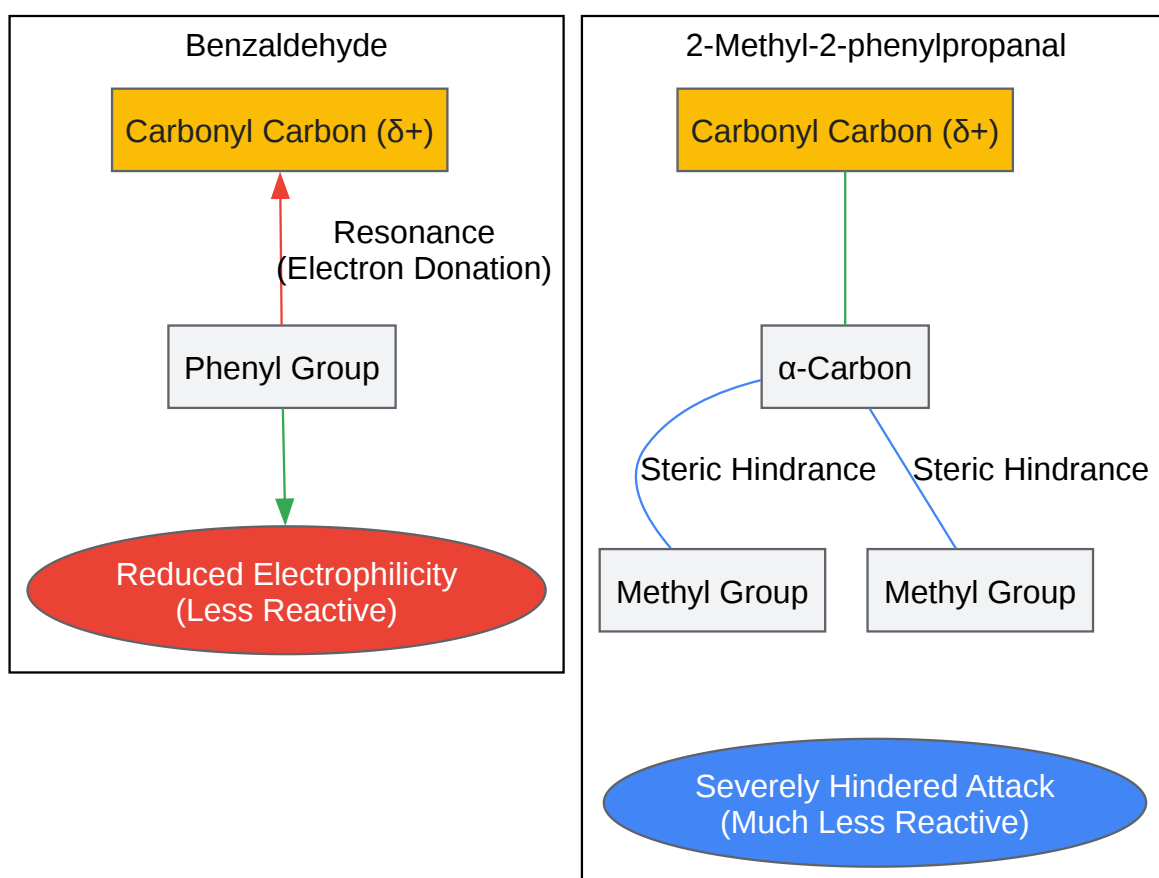 Benzaldehyde
Carbonyl Carbon (δ+)
Resonance
(Electron Donation)
Phenyl Group
Reduced Electrophilicity
(Less Reactive)
2-Methyl-2-phenylpropanal
Carbonyl Carbon (δ+)
α-Carbon
Steric Hindrance
Steric Hindrance
Methyl Group
Methyl Group
Severely Hindered Attack
(Much Less Reactive)